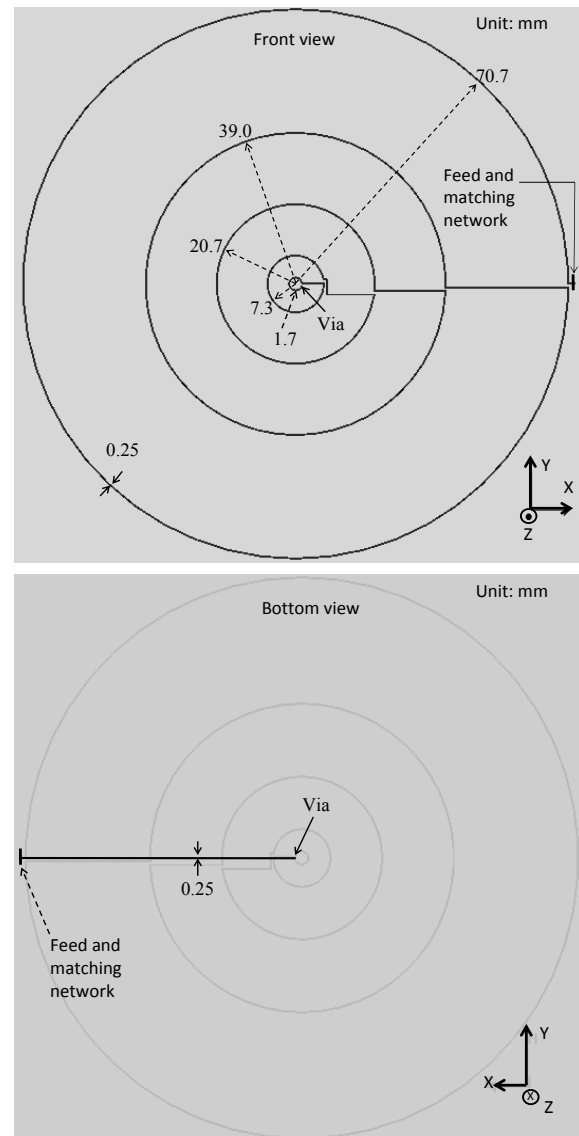 Unit: mm
Front view
70.7
39.0
Feed and
matching
network
20.7
7.3
Via
1.7
0.25
Y
X
Z
Unit: mm
Bottom view
Via
0.25
Feed and
matching
network
Y
X
X
Z